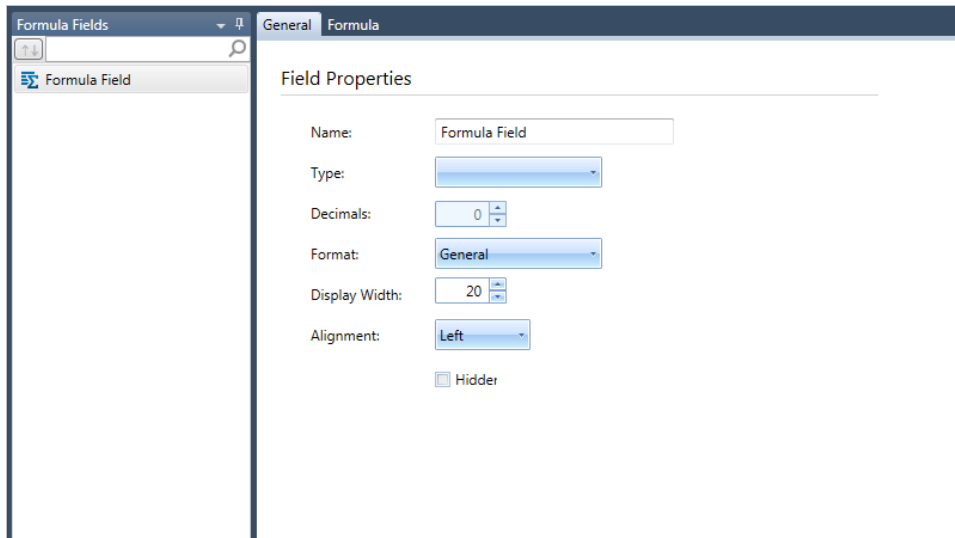 Formula Fields
General Formula
Formula Field
Field Properties
Name: Formula Field
Type:
Decimals: 0
Format: General
Display Width: 20
Alignment: Left
Hidder